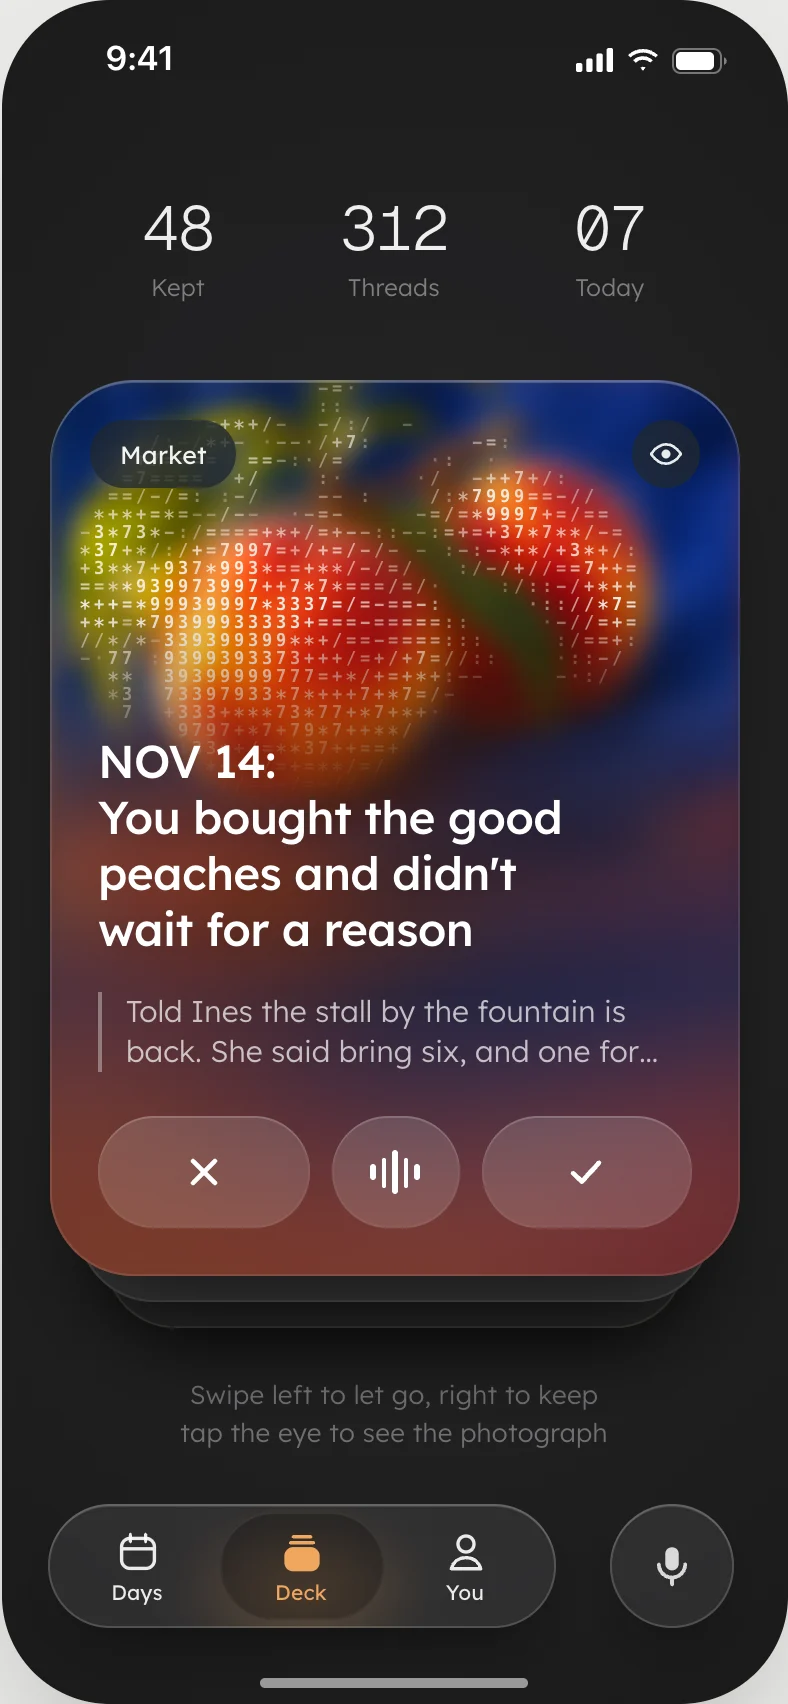 9:41
48 312 07
Kept Threads Today
Market
NOV 14:
You bought the good
peaches and didn't
wait for a reason
Told Ines the stall by the fountain is
back. She said bring six, and one for...
Swipe left to let go, right to keep
tap the eye to see the photograph
Days Deck You